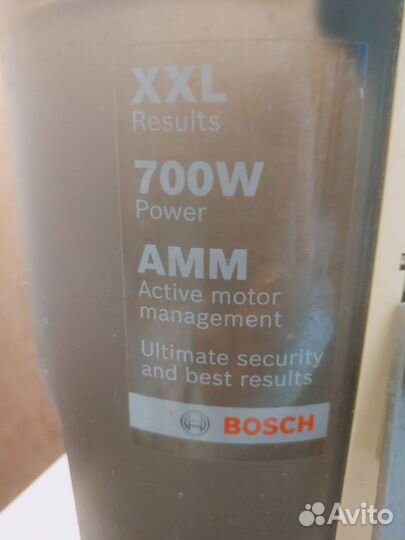 XXL
Results
700W
Power
AMM
Active motor
management
Ultimate security
and best results
BOSCH
Avito